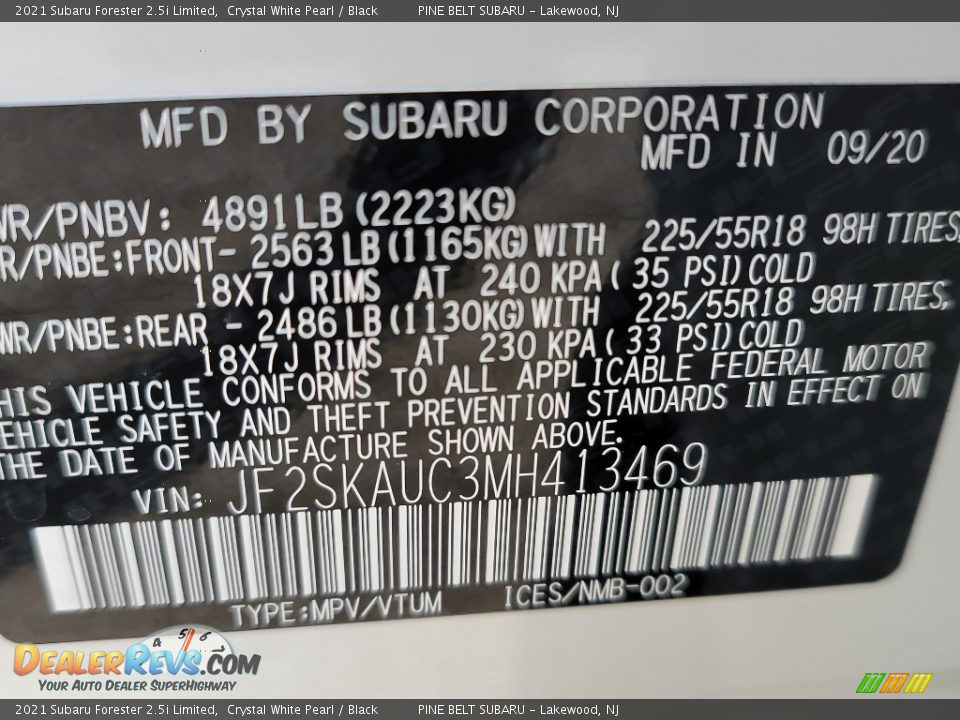 2021 Subaru Forester 2.5i Limited, Crystal White Pearl / Black PINE BELT SUBARU - Lakewood, NJ
MFD BY SUBARU CORPORATION
MFD IN 09/20
WR/PNBV: 4891LB (2223KG)
R/PNBE:FRONT- 2563 LB (1165KG) WITH 225/55R18 98H TIRES,
18X7J RIMS AT 240 KPA ( 35 PSI) COLD
WR/PNBE:REAR - 2486 LB (1130KG) WITH 225/55R18 98H TIRES,
18X7J RIMS AT 230 KPA ( 33 PSI) COLD
HIS VEHICLE CONFORMS TO ALL APPLICABLE FEDERAL MOTOR
EHICLE SAFETY AND THEFT PREVENTION STANDARDS IN EFFECT ON
THE DATE OF MANUFACTURE SHOWN ABOVE.
VIN: JF2SKAUC3MH413469
TYPE:MPV/VTUM ICES/NMB-002
4 5 6
DEALERREVS.COM
YOUR AUTO DEALER SUPERHIGHWAY
2021 Subaru Forester 2.5i Limited, Crystal White Pearl / Black PINE BELT SUBARU - Lakewood, NJ